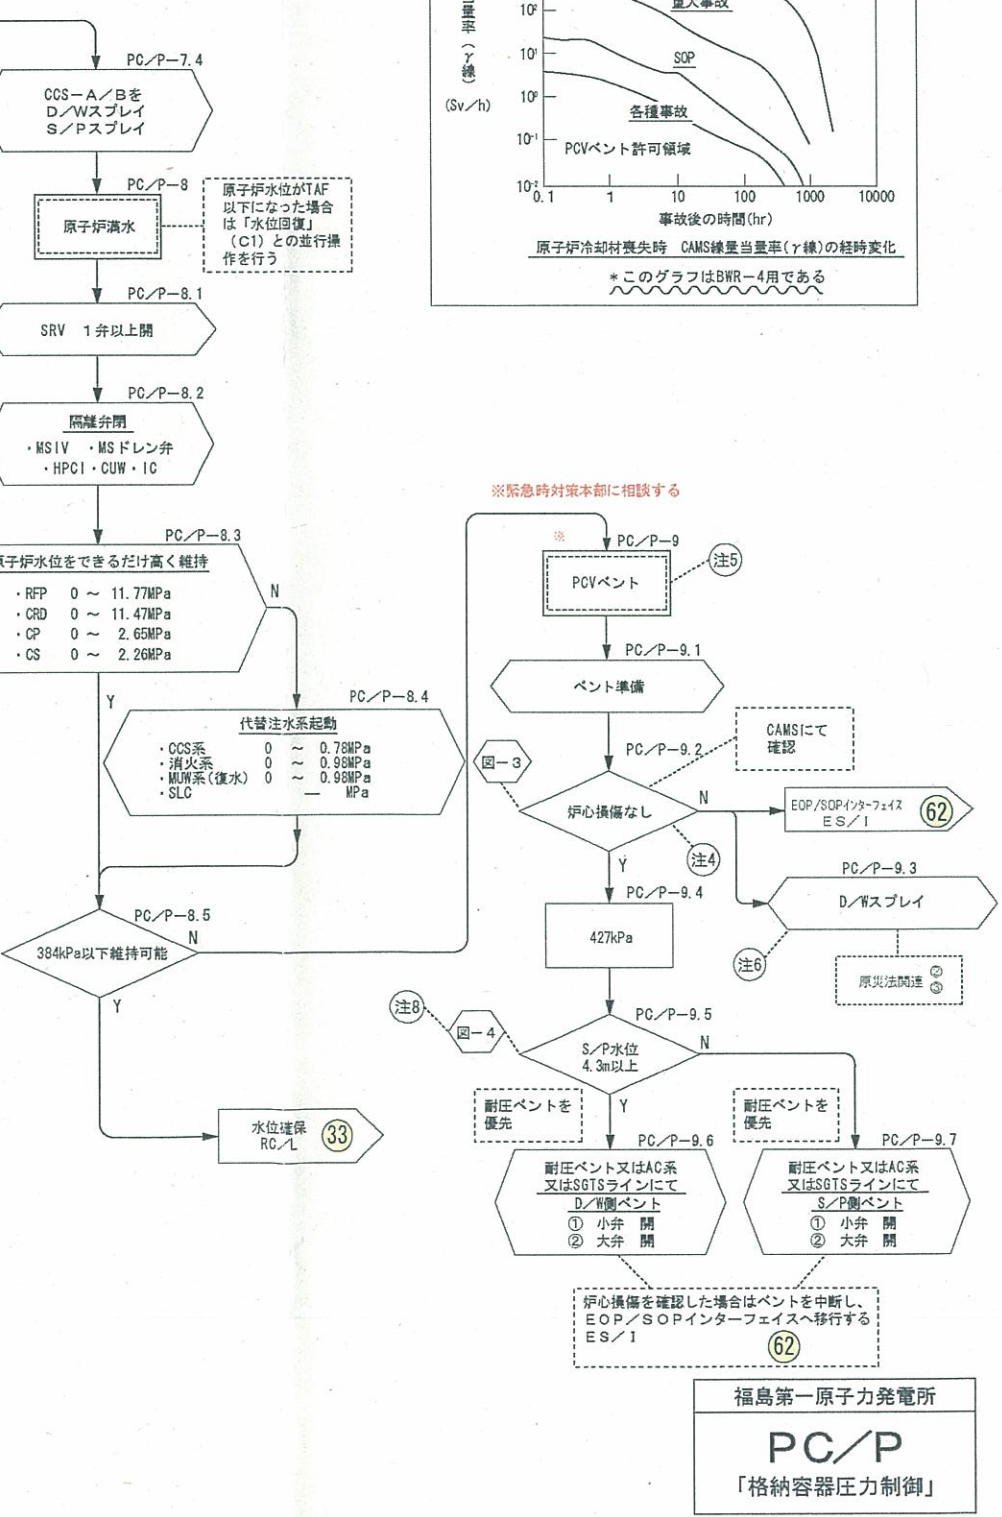 PC/P-7.4
CCS-A/Bを
D/Wスプレイ
S/Pスプレイ
PC/P-8
原子炉満水
原子炉水位がTAF
以下になった場合
は「水位回復」
(C1)との並行操
作を行う
PC/P-8.1
SRV 1弁以上開
PC/P-8.2
隔離弁閉
・MSIV ・MSドレン弁
・HPCI・CUW・IC
PC/P-8.3
原子炉水位をできるだけ高く維持
・RFP 0 ~ 11.77MPa
・CRD 0 ~ 11.47MPa
・CP 0 ~ 2.65MPa
・CS 0 ~ 2.26MPa
N
Y
PC/P-8.4
代替注水系起動
・CCS系 0 ~ 0.78MPa
・消火系 0 ~ 0.98MPa
・MUW系(復水) 0 ~ 0.98MPa
・SLC — MPa
PC/P-8.5
384kPa以下維持可能
N
Y
水位確保
RC/L
33
量率(γ線)
(Sv/h)
10²
10¹
10⁰
10⁻¹
10⁻²
0.1 1 10 100 1000 10000
重大事故
SOP
各種事故
PCVベント許可領域
事故後の時間(hr)
原子炉冷却材喪失時 CAMS線量当量率(γ線)の経時変化
*このグラフはBWR-4用である
※緊急時対策本部に相談する
※
PC/P-9
PCVベント
注5
PC/P-9.1
ベント準備
CAMSにて
確認
PC/P-9.2
図-3
炉心損傷なし
N
Y
注4
EOP/SOPインターフェイス
ES/I
62
PC/P-9.3
D/Wスプレイ
注6
原災法関連 ②
③
PC/P-9.4
427kPa
PC/P-9.5
注8
図-4
S/P水位
4.3m以上
N
Y
耐圧ベントを
優先
耐圧ベントを
優先
PC/P-9.6
耐圧ベント又はAC系
又はSGTSラインにて
D/W側ベント
① 小弁 開
② 大弁 開
PC/P-9.7
耐圧ベント又はAC系
又はSGTSラインにて
S/P側ベント
① 小弁 開
② 大弁 開
炉心損傷を確認した場合はベントを中断し、
EOP/SOPインターフェイスへ移行する
ES/I
62
福島第一原子力発電所
PC/P
「格納容器圧力制御」